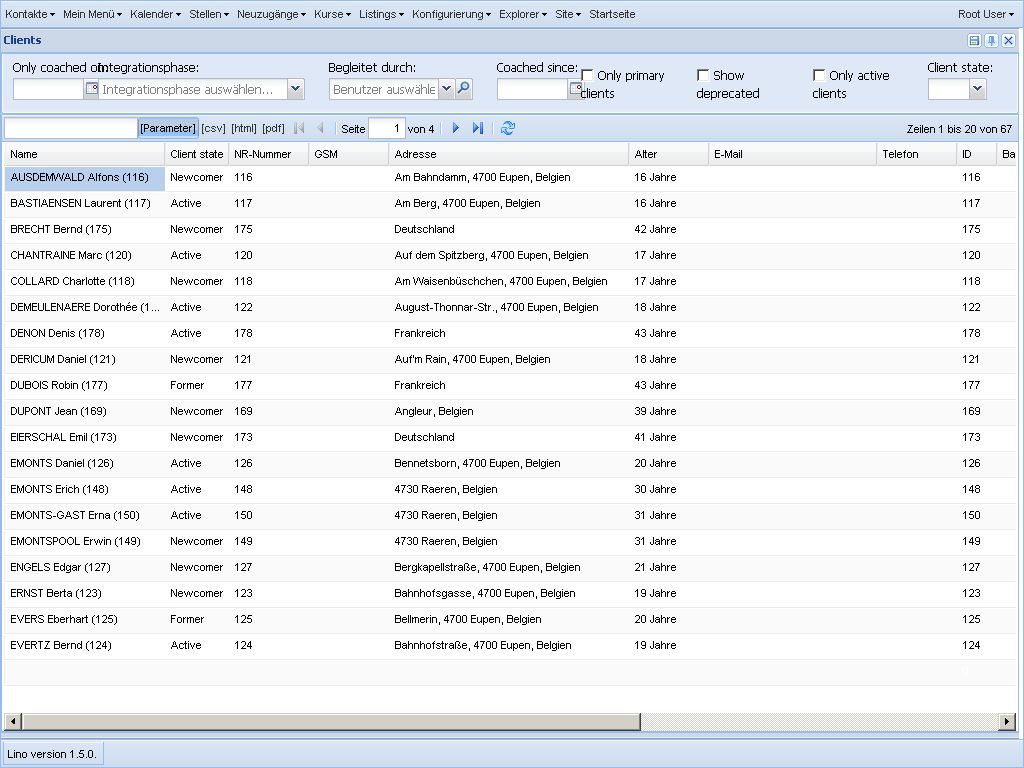 Kontakte Mein Menü Kalender Stellen Neuzugänge Kurse Listings Konfigurierung Explorer Site Startseite Root User
Clients
Only coached on: Integrationsphase: Begleitet durch: Coached since: Only primary clients Show deprecated Only active clients Client state:
Integrationsphase auswählen... Benutzer auswähle
[Parameter] [csv] [html] [pdf] Seite 1 von 4 Zeilen 1 bis 20 von 67
Name Client state NR-Nummer GSM Adresse Alter E-Mail Telefon ID Ba
AUSDEMWALD Alfons (116) Newcomer 116 Am Bahndamm, 4700 Eupen, Belgien 16 Jahre 116
BASTIAENSEN Laurent (117) Active 117 Am Berg, 4700 Eupen, Belgien 16 Jahre 117
BRECHT Bernd (175) Newcomer 175 Deutschland 42 Jahre 175
CHANTRAINE Marc (120) Active 120 Auf dem Spitzberg, 4700 Eupen, Belgien 17 Jahre 120
COLLARD Charlotte (118) Newcomer 118 Am Waisenbüschchen, 4700 Eupen, Belgien 17 Jahre 118
DEMEULENAERE Dorothée (1... Active 122 August-Thonnar-Str., 4700 Eupen, Belgien 18 Jahre 122
DENON Denis (178) Active 178 Frankreich 43 Jahre 178
DERICUM Daniel (121) Newcomer 121 Auf'm Rain, 4700 Eupen, Belgien 18 Jahre 121
DUBOIS Robin (177) Former 177 Frankreich 43 Jahre 177
DUPONT Jean (169) Newcomer 169 Angleur, Belgien 39 Jahre 169
EIERSCHAL Emil (173) Newcomer 173 Deutschland 41 Jahre 173
EMONTS Daniel (126) Active 126 Bennetsborn, 4700 Eupen, Belgien 20 Jahre 126
EMONTS Erich (148) Active 148 4730 Raeren, Belgien 30 Jahre 148
EMONTS-GAST Erna (150) Active 150 4730 Raeren, Belgien 31 Jahre 150
EMONTSPOOL Erwin (149) Newcomer 149 4730 Raeren, Belgien 31 Jahre 149
ENGELS Edgar (127) Newcomer 127 Bergkapellstraße, 4700 Eupen, Belgien 21 Jahre 127
ERNST Berta (123) Newcomer 123 Bahnhofsgasse, 4700 Eupen, Belgien 19 Jahre 123
EVERS Eberhart (125) Former 125 Bellmerin, 4700 Eupen, Belgien 20 Jahre 125
EVERTZ Bernd (124) Active 124 Bahnhofstraße, 4700 Eupen, Belgien 19 Jahre 124
Lino version 1.5.0.